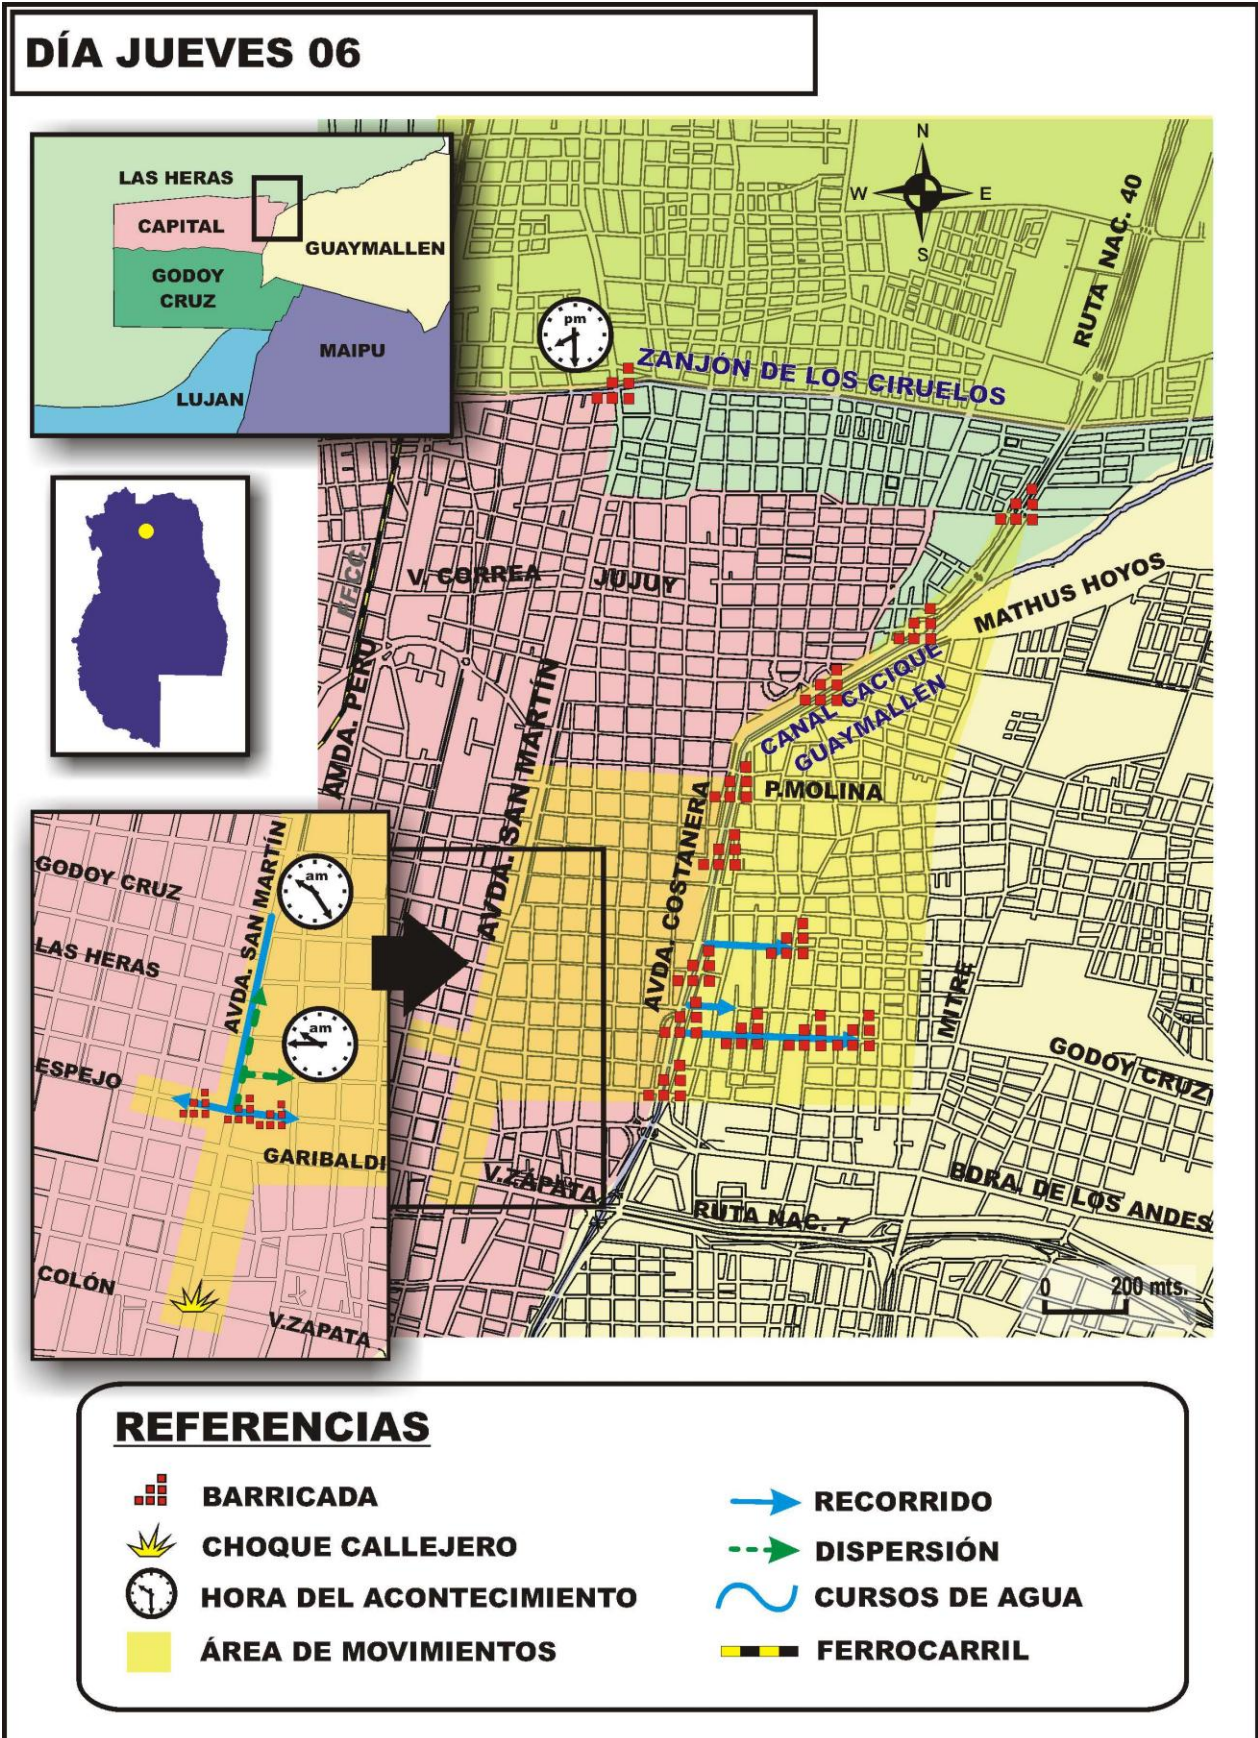 DÍA JUEVES 06
LAS HERAS
CAPITAL
GUAYMALLEN
GODOY
CRUZ
MAIPU
LUJAN
N
W
E
S
RUTA NAC. 40
pm
ZANJÓN DE LOS CIRUELOS
F.C.C.
V. CORREA
JUJUY
MATHUS HOYOS
CANAL CACIQUE
GUAYMALLEN
AMDA. PERÚ
AVDA. SAN MARTÍN
P.MOLINA
AVDA. COSTANERA
MITRE
GODOY CRUZ
BDRA. DE LOS ANDES
V.ZAPATA
RUTA NAC. 7
0
200 mts.
GODOY CRUZ
AVDA. SAN MARTÍN
am
LAS HERAS
am
ESPEJO
GARIBALDI
COLÓN
V.ZAPATA
REFERENCIAS
BARRICADA
CHOQUE CALLEJERO
HORA DEL ACONTECIMIENTO
ÁREA DE MOVIMIENTOS
RECORRIDO
DISPERSIÓN
CURSOS DE AGUA
FERROCARRIL